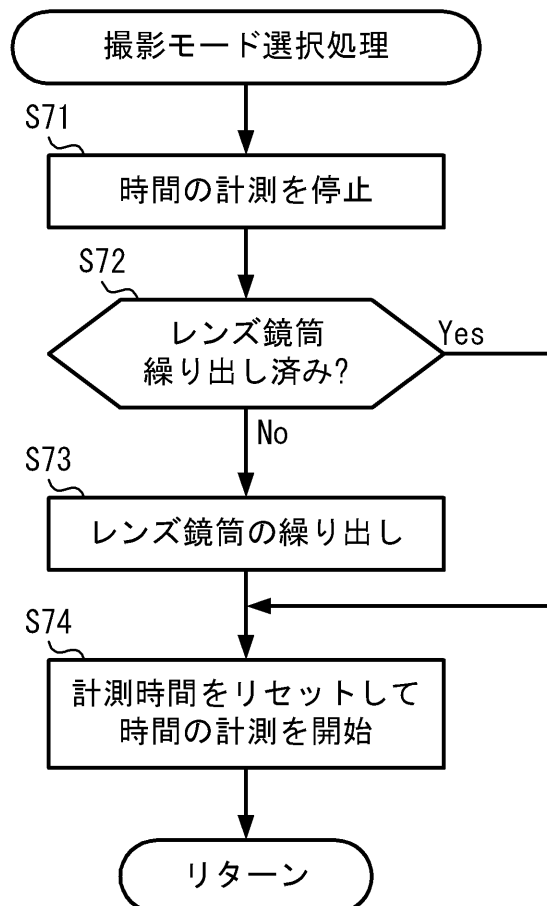 撮影モード選択処理
S71
時間の計測を停止
S72
レンズ鏡筒
繰り出し済み?
Yes
No
S73
レンズ鏡筒の繰り出し
S74
計測時間をリセットして
時間の計測を開始
リターン